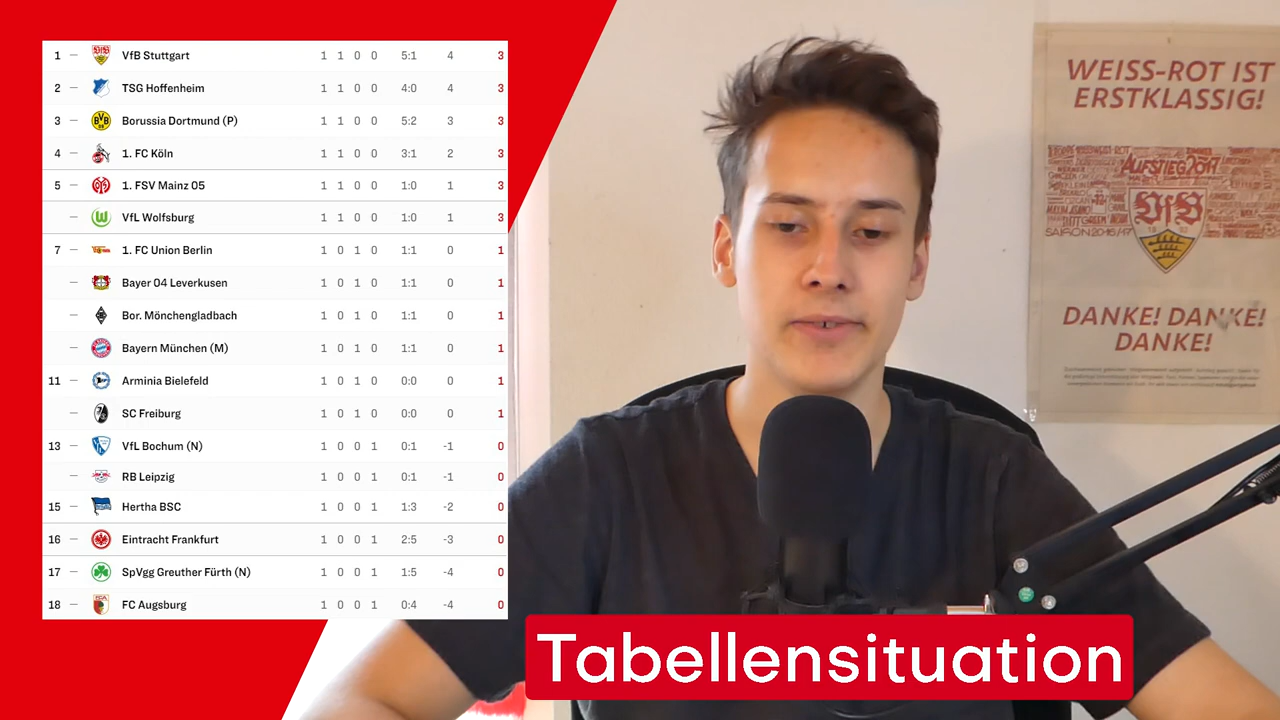 1 — VfB Stuttgart 1 1 0 0 5:1 4 3
2 — TSG Hoffenheim 1 1 0 0 4:0 4 3
3 — Borussia Dortmund (P) 1 1 0 0 5:2 3 3
4 — 1. FC Köln 1 1 0 0 3:1 2 3
5 — 1. FSV Mainz 05 1 1 0 0 1:0 1 3
— VfL Wolfsburg 1 1 0 0 1:0 1 3
7 — 1. FC Union Berlin 1 0 1 0 1:1 0 1
— Bayer 04 Leverkusen 1 0 1 0 1:1 0 1
— Bor. Mönchengladbach 1 0 1 0 1:1 0 1
— Bayern München (M) 1 0 1 0 1:1 0 1
11 — Arminia Bielefeld 1 0 1 0 0:0 0 1
— SC Freiburg 1 0 1 0 0:0 0 1
13 — VfL Bochum (N) 1 0 0 1 0:1 -1 0
— RB Leipzig 1 0 0 1 0:1 -1 0
15 — Hertha BSC 1 0 0 1 1:3 -2 0
16 — Eintracht Frankfurt 1 0 0 1 2:5 -3 0
17 — SpVgg Greuther Fürth (N) 1 0 0 1 1:5 -4 0
18 — FC Augsburg 1 0 0 1 0:4 -4 0
WEISS-ROT IST
ERSTKLASSIG!
AUFSTIEG 2017
VfB
SAISON 2016/17
DANKE! DANKE!
DANKE!
Tabellensituation